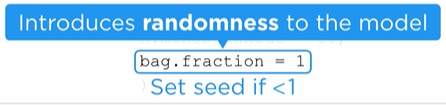 Introduces randomness to the model
bag.fraction = 1
Set seed if <1